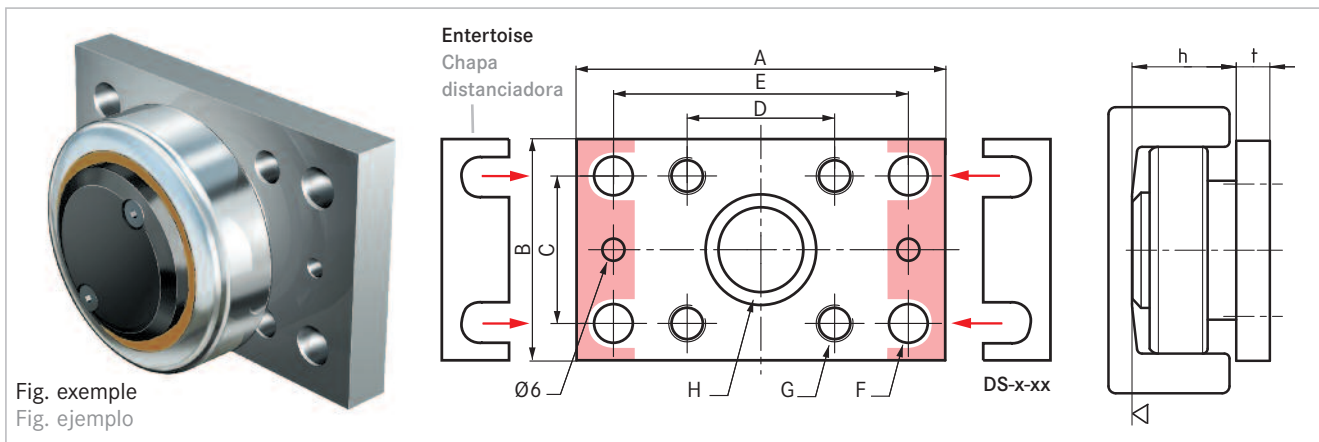 Entertoise
Chapa
distanciadora
A
E
D
B
C
Ø6
H
G
F
DS-x-xx
h
t
Fig. exemple
Fig. ejemplo